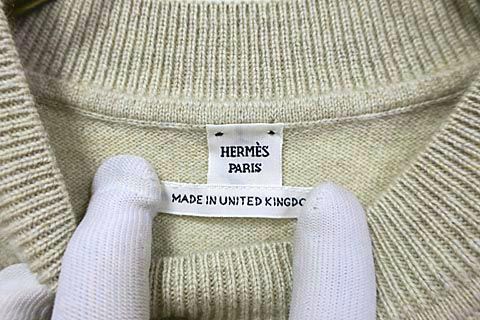 HERMÈS
PARIS
MADE IN UNITED KINGDO